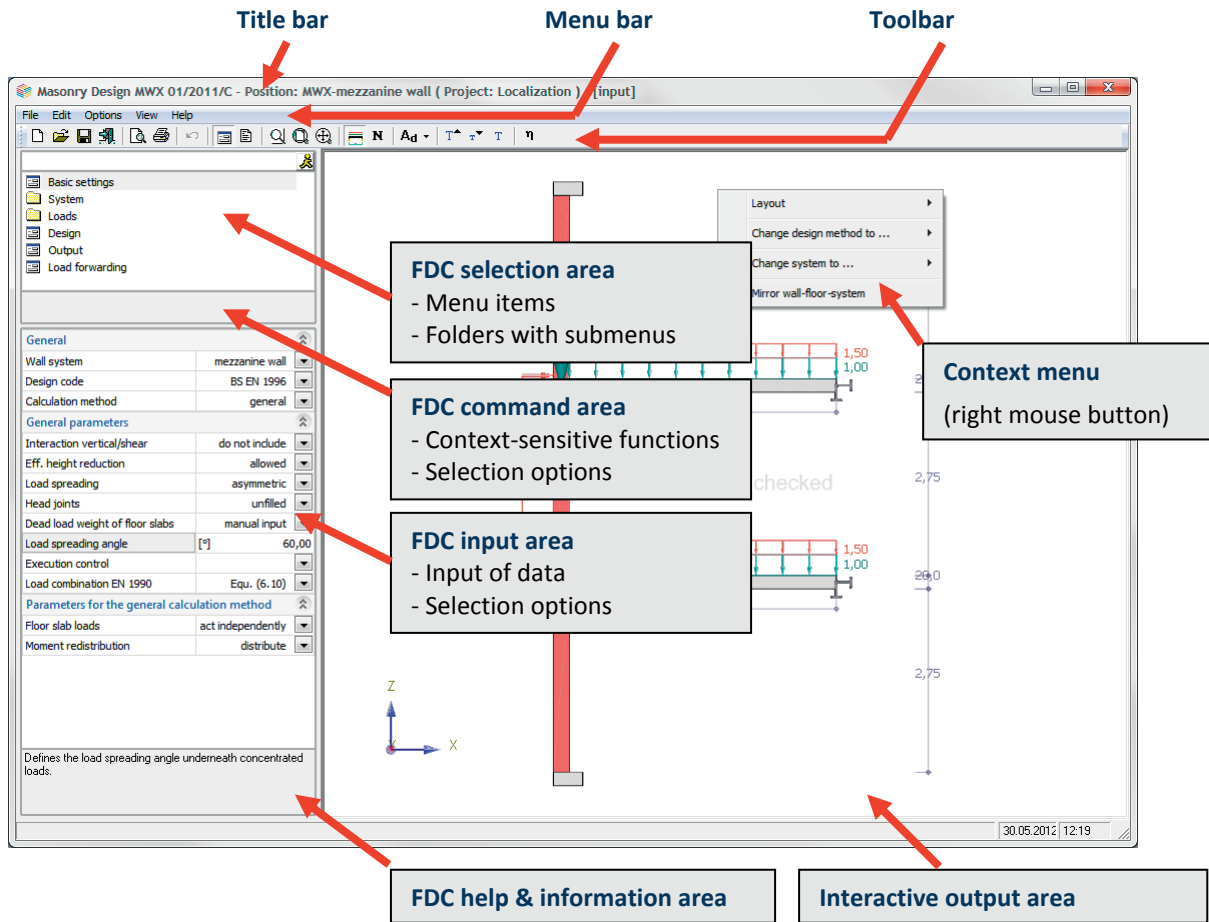 Title bar
Menu bar
Toolbar
Masonry Design MWX 01/2011/C - Position: MWX-mezzanine wall ( Project: Localization ) [input]
File Edit Options View Help
N Ad T T T η
Basic settings
System
Loads
Design
Output
Load forwarding
Layout
Change design method to ...
Change system to ...
Mirror wall-floor-system
FDC selection area
- Menu items
- Folders with submenus
General
Wall system mezzanine wall
Design code BS EN 1996
Calculation method general
General parameters
Interaction vertical/shear do not include
Eff. height reduction allowed
Load spreading asymmetric
Head joints unfilled
Dead load weight of floor slabs manual input
Load spreading angle [°] 60,00
Execution control
Load combination EN 1990 Equ. (6.10)
Parameters for the general calculation method
Floor slab loads act independently
Moment redistribution distribute
1,50
1,00
FDC command area
- Context-sensitive functions
- Selection options
Context menu
(right mouse button)
checked
2,75
FDC input area
- Input of data
- Selection options
1,50
1,00
20,0
2,75
Z
Y
X
Defines the load spreading angle underneath concentrated
loads.
30.05.2012 12:19
FDC help & information area
Interactive output area